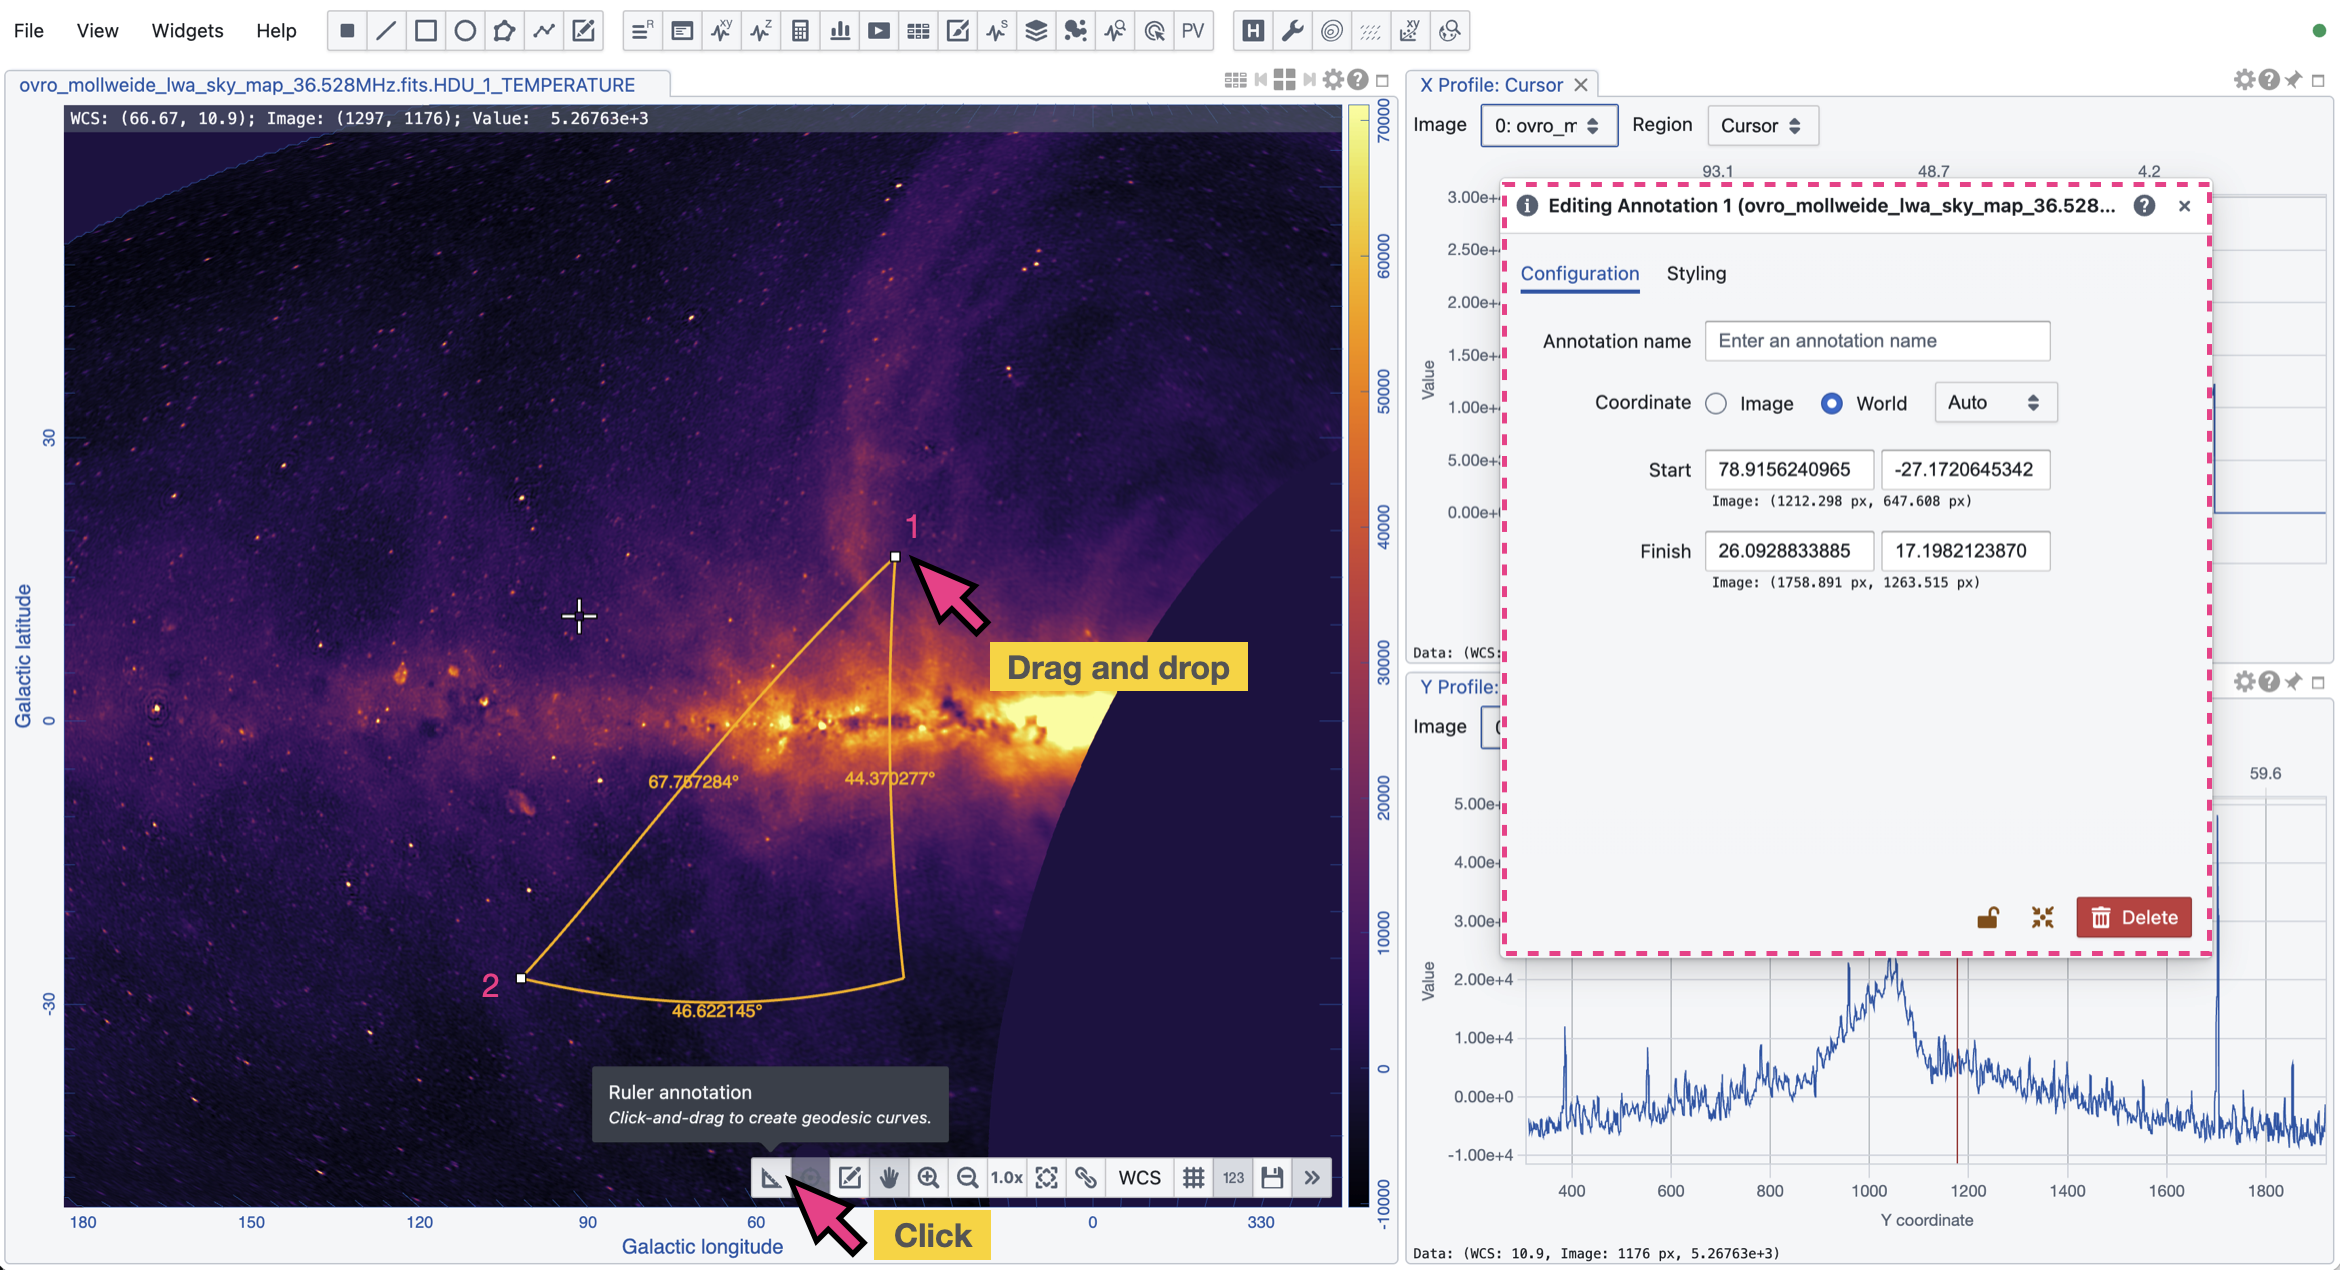 File View Widgets Help
R XY Z S PV H xy
ovro_mollweide_lwa_sky_map_36.528MHz.fits.HDU_1_TEMPERATURE
WCS: (66.67, 10.9); Image: (1297, 1176); Value:  5.26763e+3
30
0
-30
Galactic latitude
1
Drag and drop
67.757284°
44.370277°
2
46.622145°
Ruler annotation
Click-and-drag to create geodesic curves.
1.0x WCS 123
Click
180 150 120 90 60 0 330
Galactic longitude
70000
60000
50000
40000
30000
20000
10000
0
-10000
X Profile: Cursor
Image 0: ovro_m Region Cursor
93.1 48.7 4.2
3.00e+
2.50e+
2.00e+
1.50e+
1.00e+
5.00e+
0.00e+
Value
Data: (WCS:
Editing Annotation 1 (ovro_mollweide_lwa_sky_map_36.528...
Configuration Styling
Annotation name Enter an annotation name
Coordinate Image World Auto
Start 78.9156240965 -27.1720645342
Image: (1212.298 px, 647.608 px)
Finish 26.0928833885 17.1982123870
Image: (1758.891 px, 1263.515 px)
Delete
Y Profile:
Image
59.6
5.00e+
4.00e+
3.00e+
2.00e+4
1.00e+4
0.00e+0
-1.00e+4
Value
400 600 800 1000 1200 1400 1600 1800
Y coordinate
Data: (WCS: 10.9, Image: 1176 px, 5.26763e+3)